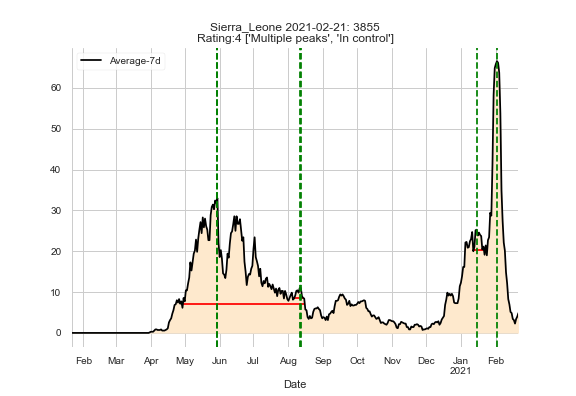 Sierra_Leone 2021-02-21: 3855
Rating:4 ['Multiple peaks', 'In control']
Average-7d
60
50
40
30
20
10
0
Feb Mar Apr May Jun Jul Aug Sep Oct Nov Dec Jan Feb
2021
Date